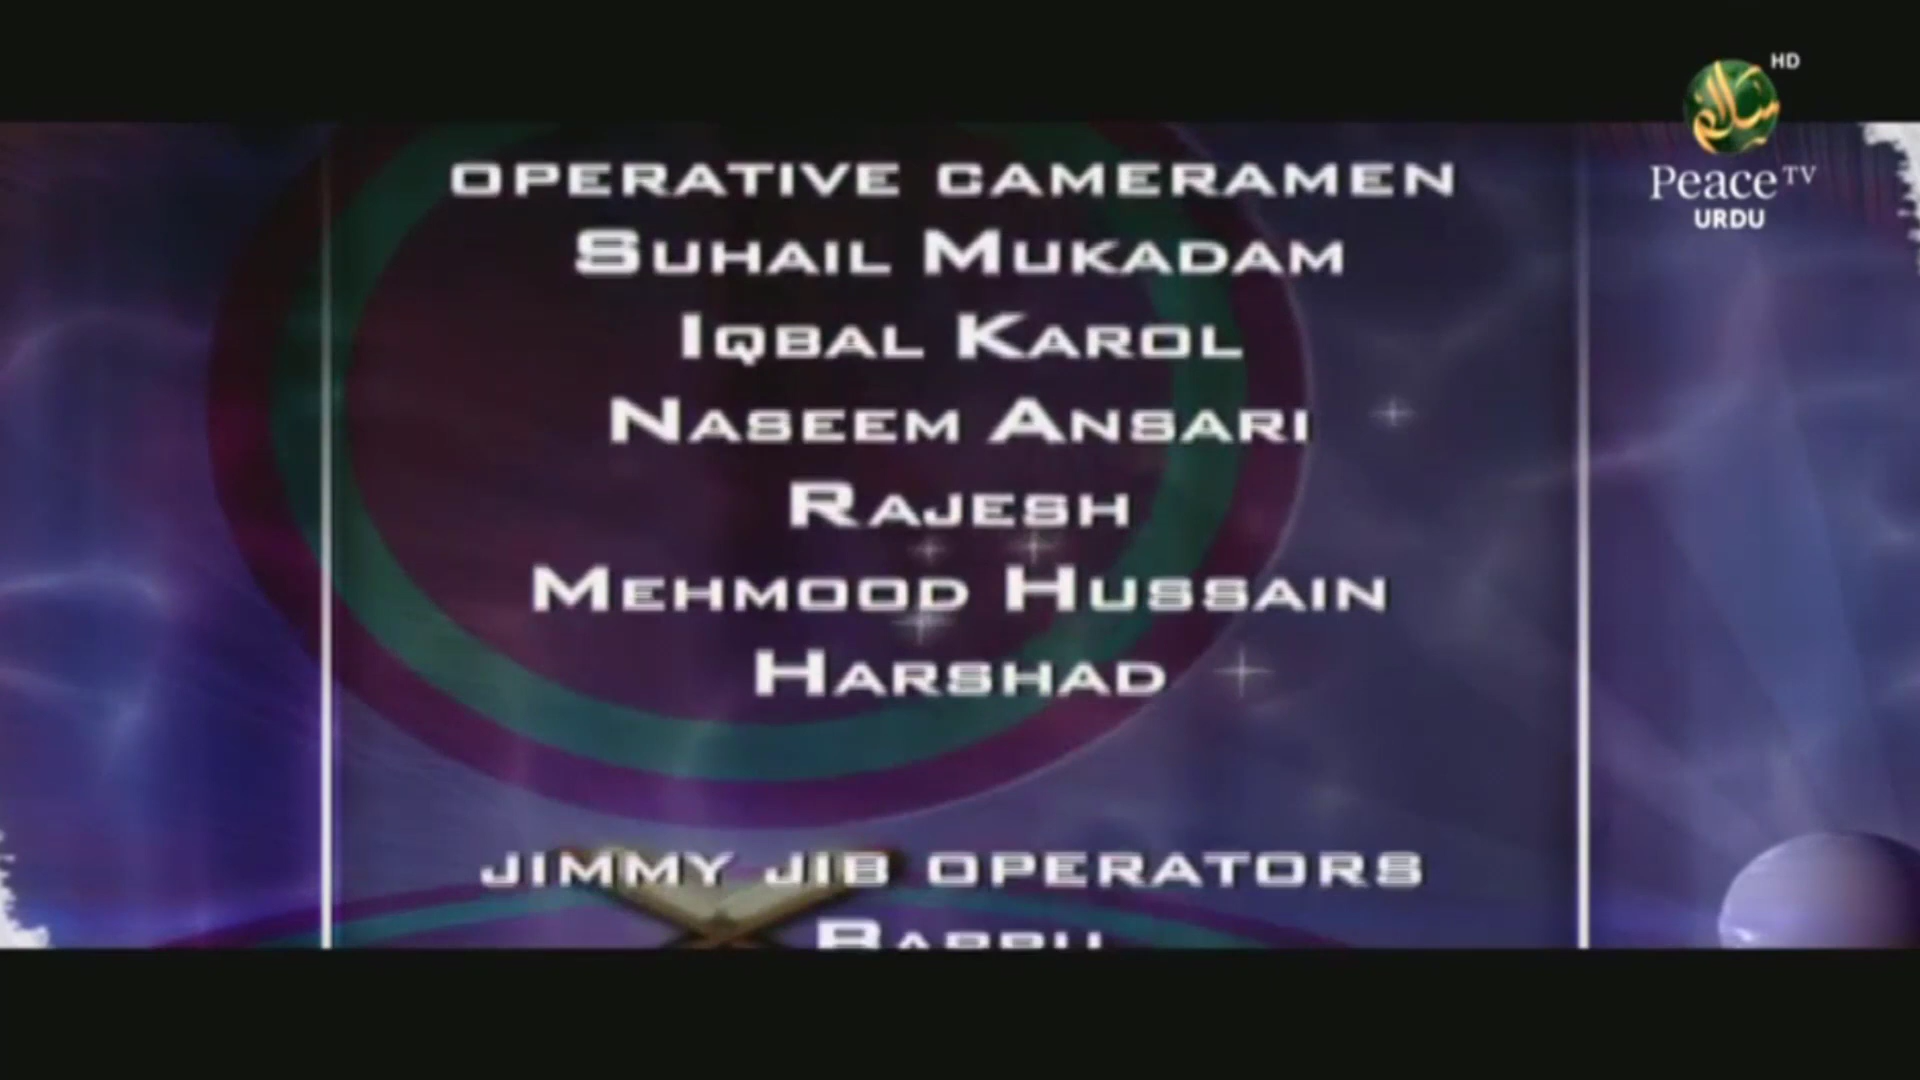 HD
Peace TV
URDU
OPERATIVE CAMERAMEN
SUHAIL MUKADAM
IQBAL KAROL
NASEEM ANSARI
RAJESH
MEHMOOD HUSSAIN
HARSHAD
JIMMY JIB OPERATORS